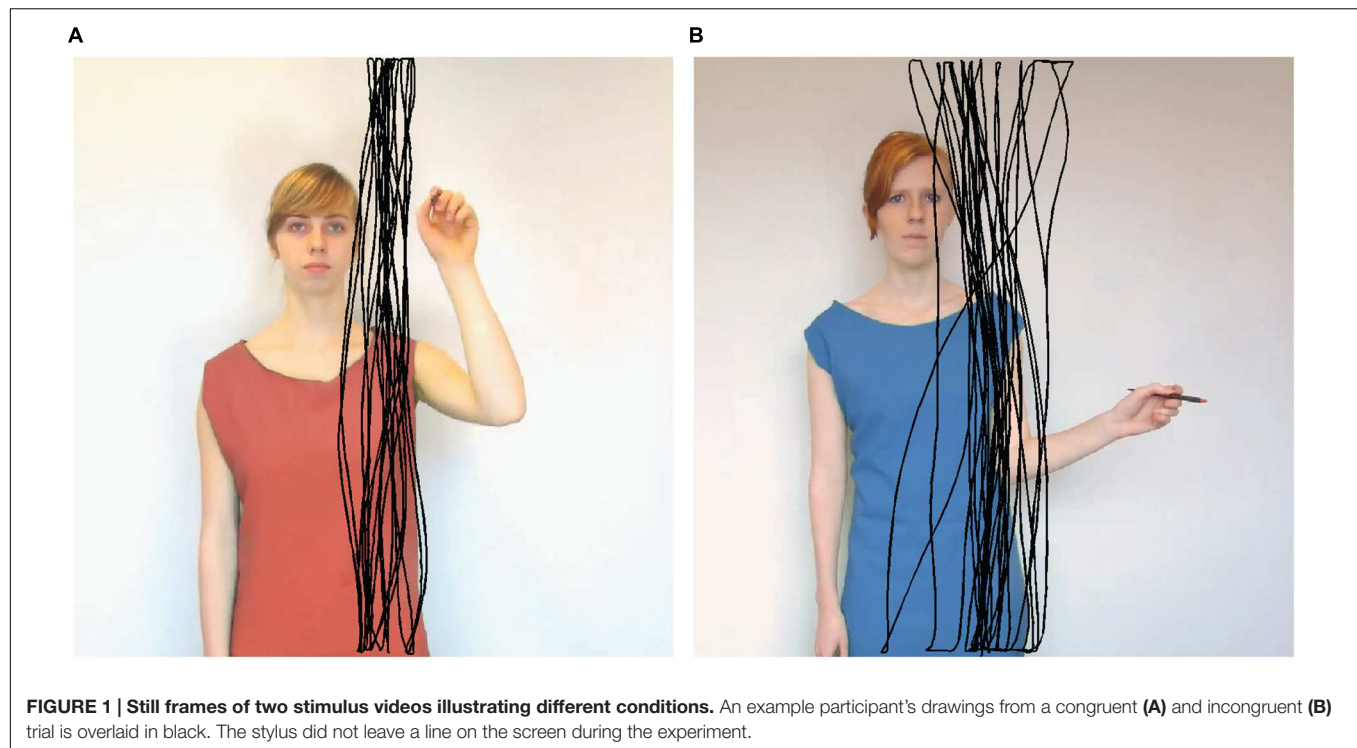 A
B
FIGURE 1 | Still frames of two stimulus videos illustrating different conditions. An example participant’s drawings from a congruent (A) and incongruent (B)
trial is overlaid in black. The stylus did not leave a line on the screen during the experiment.